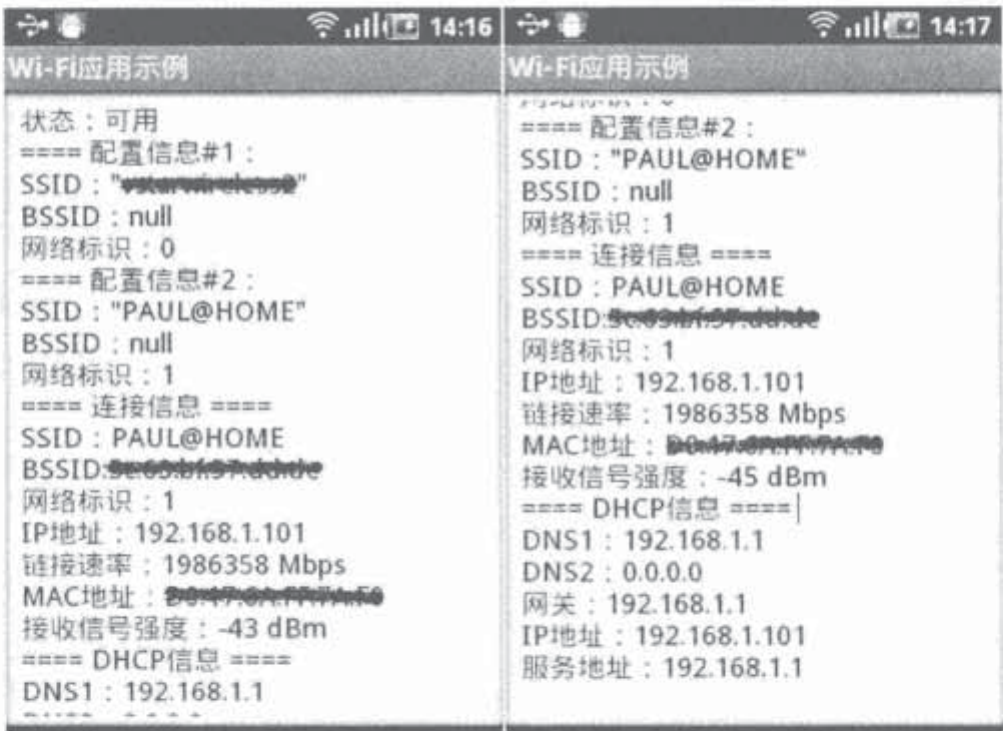 14:16
Wi-Fi应用示例
状态：可用
==== 配置信息#1：
SSID："
BSSID：null
网络标识：0
==== 配置信息#2：
SSID："PAUL@HOME"
BSSID：null
网络标识：1
==== 连接信息 ====
SSID：PAUL@HOME
BSSID:
网络标识：1
IP地址：192.168.1.101
链接速率：1986358 Mbps
MAC地址：
接收信号强度：-43 dBm
==== DHCP信息 ====
DNS1：192.168.1.1
14:17
Wi-Fi应用示例
==== 配置信息#2：
SSID："PAUL@HOME"
BSSID：null
网络标识：1
==== 连接信息 ====
SSID：PAUL@HOME
BSSID:
网络标识：1
IP地址：192.168.1.101
链接速率：1986358 Mbps
MAC地址：
接收信号强度：-45 dBm
==== DHCP信息 ====
DNS1：192.168.1.1
DNS2：0.0.0.0
网关：192.168.1.1
IP地址：192.168.1.101
服务地址：192.168.1.1